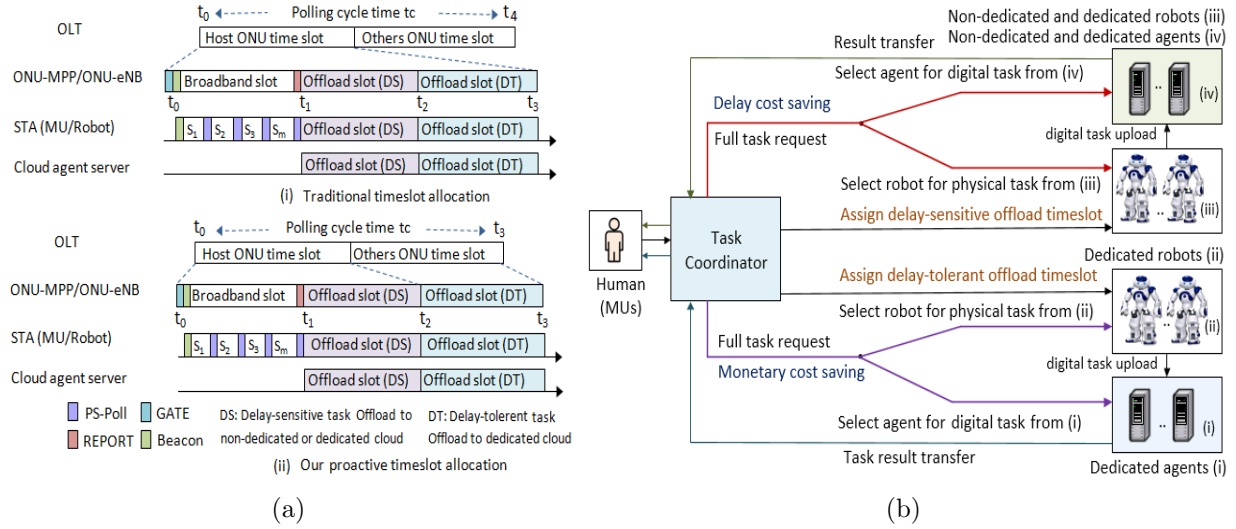 t0 Polling cycle time tc t4
OLT
Host ONU time slot Others ONU time slot
ONU-MPP/ONU-eNB
Broadband slot Offload slot (DS) Offload slot (DT)
t0 t1 t2 t3
STA (MU/Robot)
S1 S2 S3 Sm Offload slot (DS) Offload slot (DT)
Cloud agent server
Offload slot (DS) Offload slot (DT)
(i) Traditional timeslot allocation
t0 Polling cycle time tc t3
OLT
Host ONU time slot Others ONU time slot
ONU-MPP/ONU-eNB
Broadband slot Offload slot (DS) Offload slot (DT)
t0 t1 t2 t3
STA (MU/Robot)
S1 S2 S3 Sm Offload slot (DS) Offload slot (DT)
Cloud agent server
Offload slot (DS) Offload slot (DT)
PS-Poll GATE DS: Delay-sensitive task Offload to DT: Delay-tolerent task
REPORT Beacon non-dedicated or dedicated cloud Offload to dedicated cloud
(ii) Our proactive timeslot allocation
(a)
Non-dedicated and dedicated robots (iii)
Result transfer Non-dedicated and dedicated agents (iv)
Select agent for digital task from (iv)
(iv)
Delay cost saving
Full task request
digital task upload
Select robot for physical task from (iii)
(iii)
Assign delay-sensitive offload timeslot
Task
Coordinator
Human
(MUs)
Dedicated robots (ii)
Assign delay-tolerant offload timeslot
Select robot for physical task from (ii)
(ii)
Full task request
Monetary cost saving
digital task upload
Select agent for digital task from (i)
(i)
Task result transfer
Dedicated agents (i)
(b)